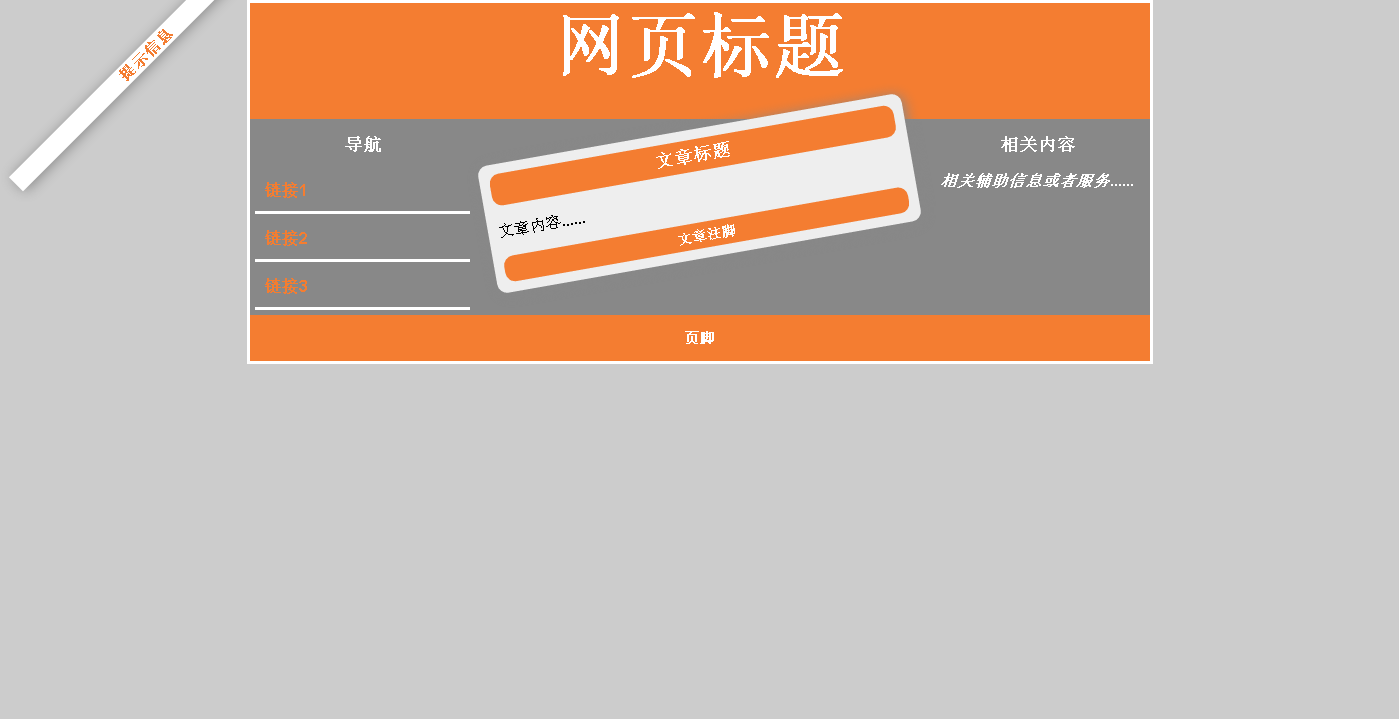 提示信息
网页标题
导航
链接1
链接2
链接3
文章标题
文章内容......
文章注脚
相关内容
相关辅助信息或者服务......
页脚